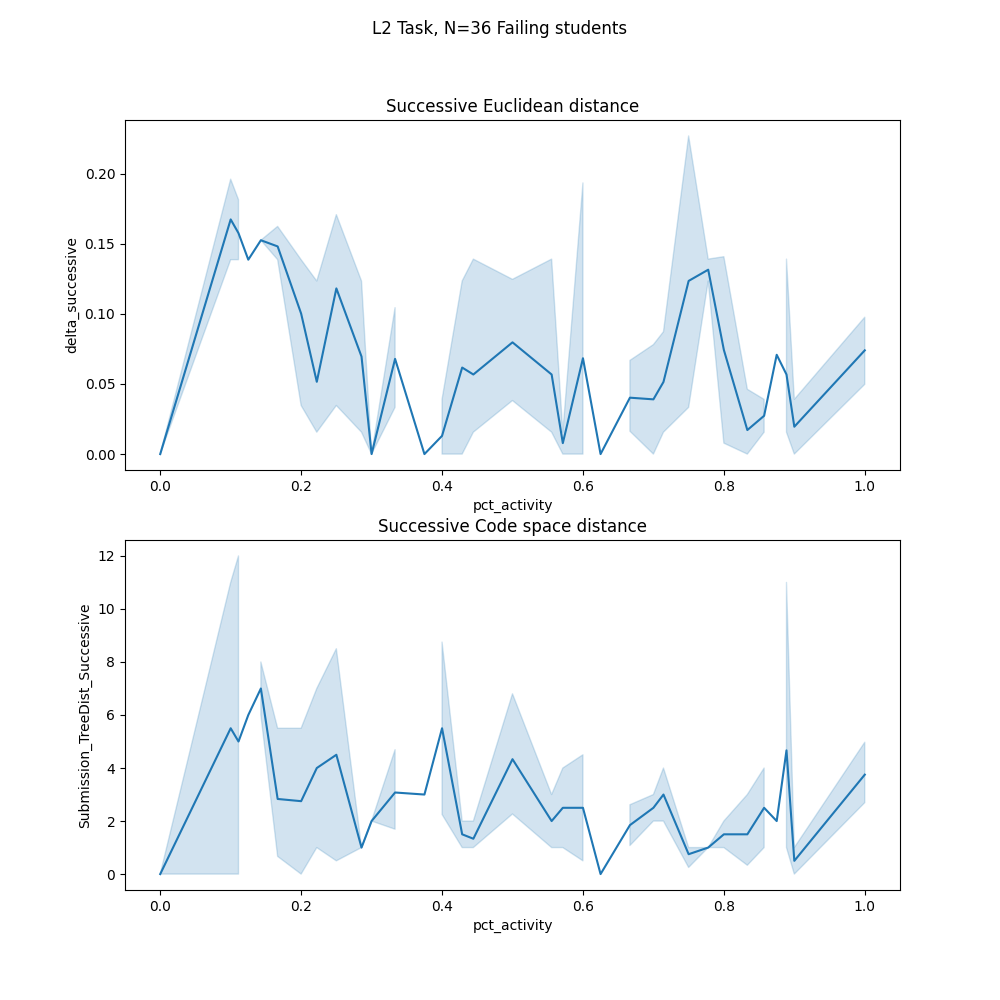 L2 Task, N=36 Failing students
Successive Euclidean distance
0.20
0.15
0.10
0.05
0.00
delta_successive
0.0 0.2 0.4 0.6 0.8 1.0
pct_activity
Successive Code space distance
12
10
8
6
4
2
0
Submission_TreeDist_Successive
0.0 0.2 0.4 0.6 0.8 1.0
pct_activity